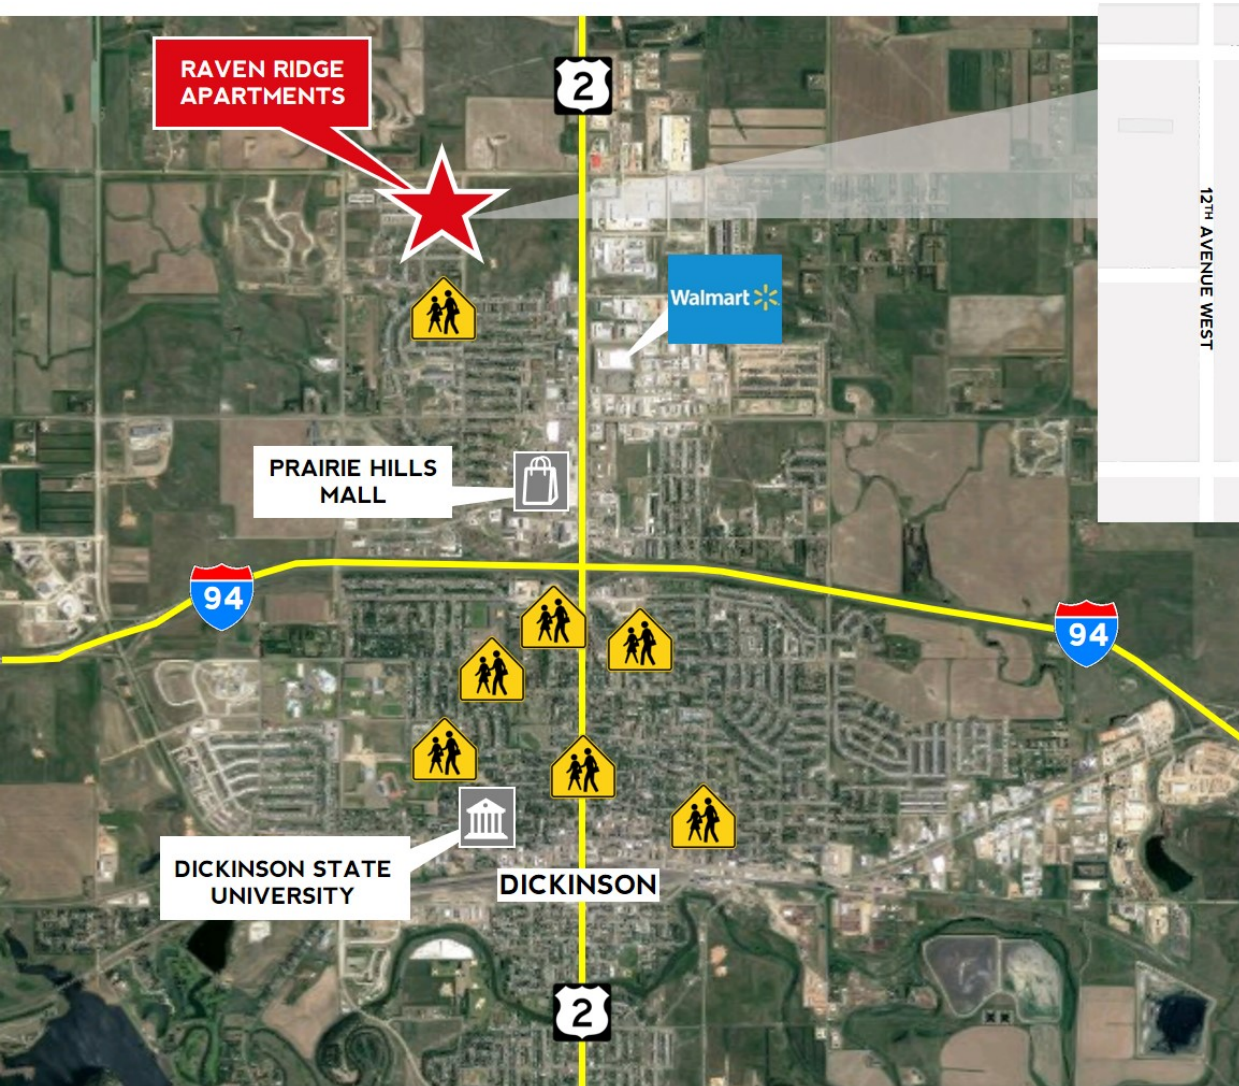 RAVEN RIDGE
APARTMENTS
2
12TH AVENUE WEST
Walmart
PRAIRIE HILLS
MALL
94
94
DICKINSON STATE
UNIVERSITY
DICKINSON
2